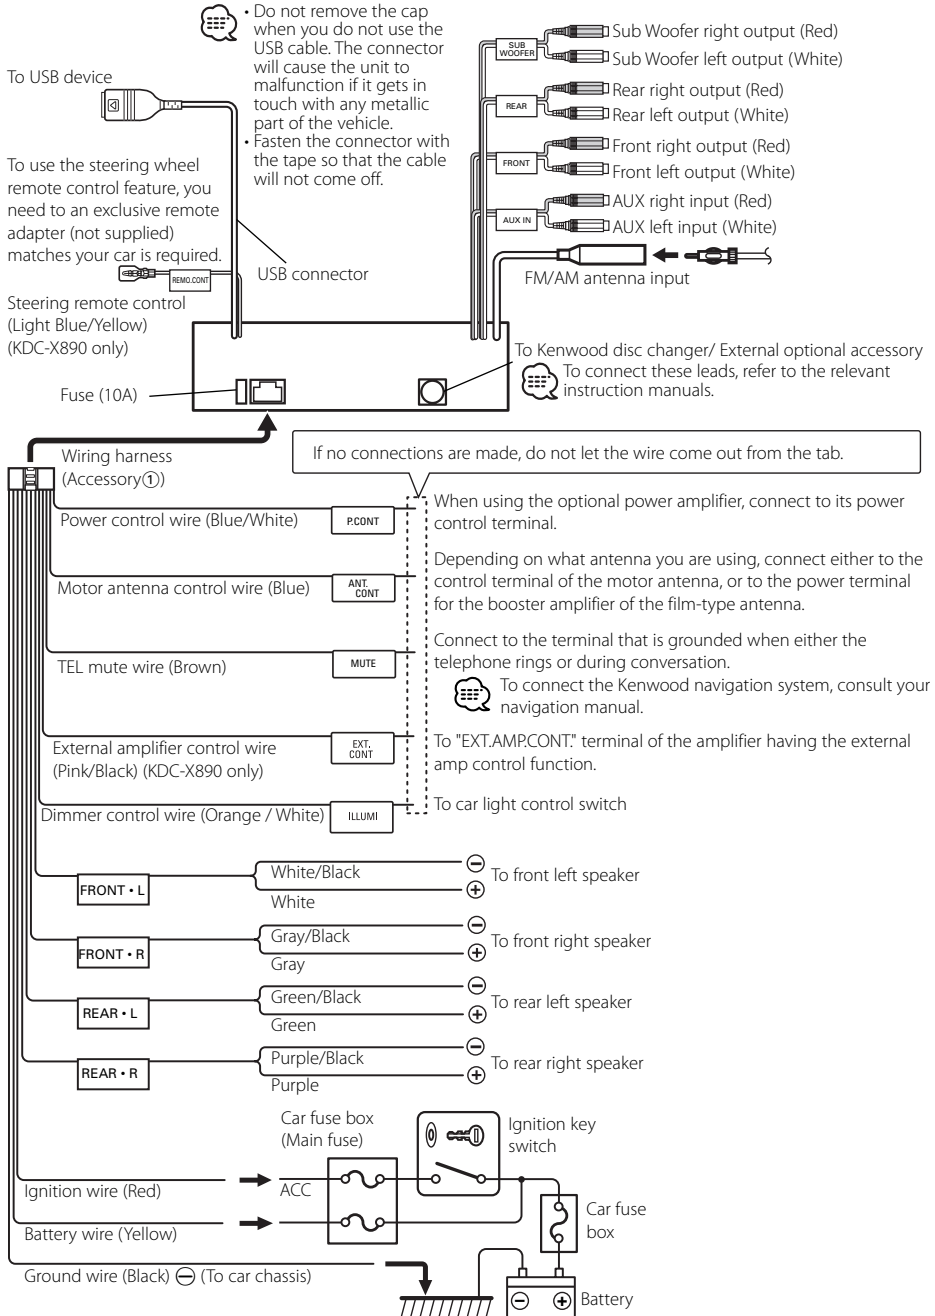 • Do not remove the cap
when you do not use the
USB cable. The connector
will cause the unit to
malfunction if it gets in
touch with any metallic
part of the vehicle.
• Fasten the connector with
the tape so that the cable
will not come off.
To USB device
To use the steering wheel
remote control feature, you
need to an exclusive remote
adapter (not supplied)
matches your car is required.
REMO.CONT
USB connector
Steering remote control
(Light Blue/Yellow)
(KDC-X890 only)
SUB
WOOFER
Sub Woofer right output (Red)
Sub Woofer left output (White)
REAR
Rear right output (Red)
Rear left output (White)
FRONT
Front right output (Red)
Front left output (White)
AUX IN
AUX right input (Red)
AUX left input (White)
FM/AM antenna input
To Kenwood disc changer/ External optional accessory
To connect these leads, refer to the relevant
instruction manuals.
Fuse (10A)
Wiring harness
(Accessory①)
If no connections are made, do not let the wire come out from the tab.
Power control wire (Blue/White)
P.CONT
When using the optional power amplifier, connect to its power
control terminal.
Motor antenna control wire (Blue)
ANT.
CONT
Depending on what antenna you are using, connect either to the
control terminal of the motor antenna, or to the power terminal
for the booster amplifier of the film-type antenna.
TEL mute wire (Brown)
MUTE
Connect to the terminal that is grounded when either the
telephone rings or during conversation.
To connect the Kenwood navigation system, consult your
navigation manual.
External amplifier control wire
(Pink/Black) (KDC-X890 only)
EXT.
CONT
To "EXT.AMP.CONT." terminal of the amplifier having the external
amp control function.
Dimmer control wire (Orange / White)
ILLUMI
To car light control switch
FRONT • L
White/Black
White
⊖
⊕
To front left speaker
FRONT • R
Gray/Black
Gray
⊖
⊕
To front right speaker
REAR • L
Green/Black
Green
⊖
⊕
To rear left speaker
REAR • R
Purple/Black
Purple
⊖
⊕
To rear right speaker
Car fuse box
(Main fuse)
Ignition key
switch
Ignition wire (Red)
ACC
Battery wire (Yellow)
Car fuse
box
Ground wire (Black) ⊖ (To car chassis)
⊖ ⊕ Battery